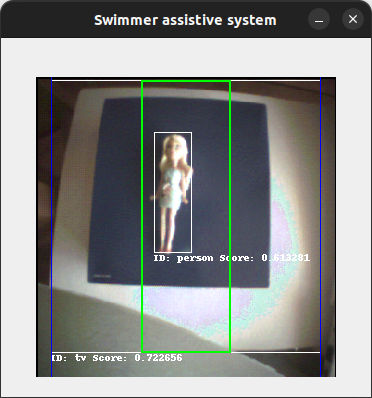 Swimmer assistive system
ID: person Score: 0.613281
ID: tv Score: 0.722656